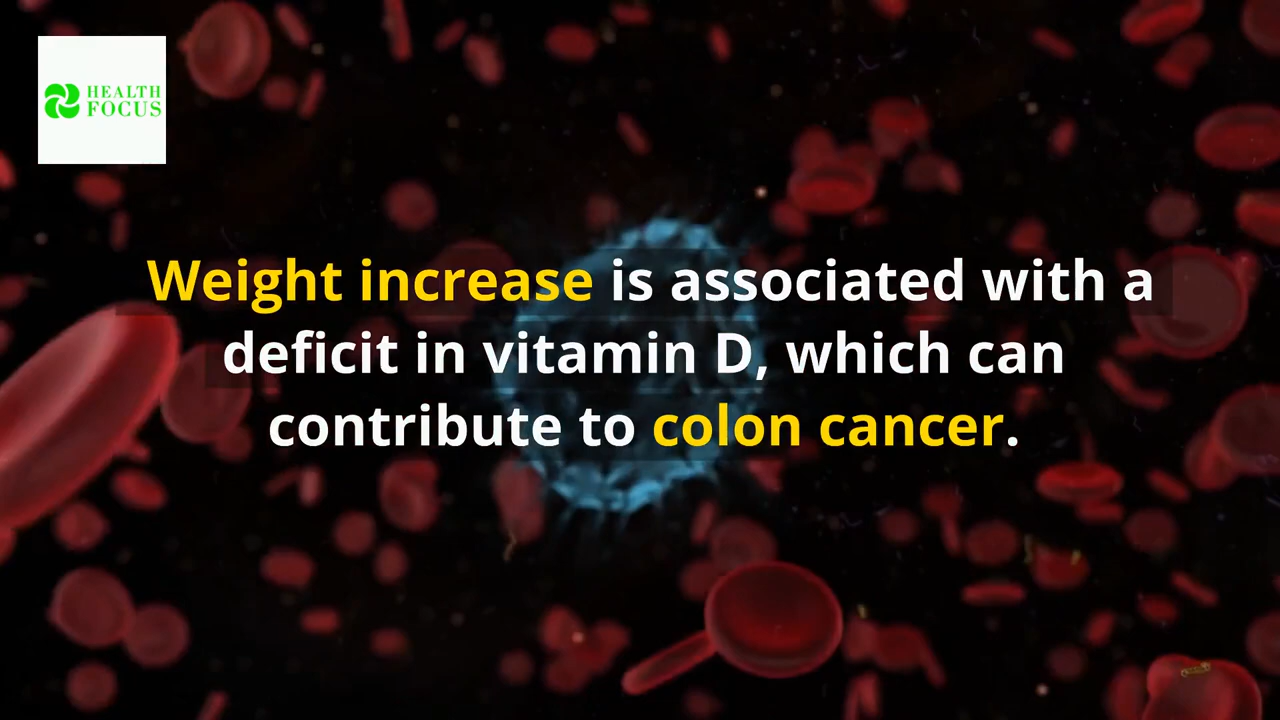 HEALTH
FOCUS
Weight increase is associated with a
deficit in vitamin D, which can
contribute to colon cancer.